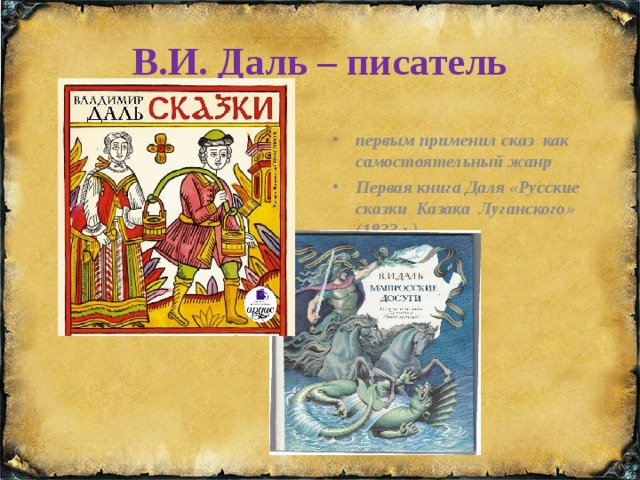 В.И. Даль – писатель
ВЛАДИМИР
ДАЛЬ
СКАЗКИ
• первым применил сказ как
самостоятельный жанр
• Первая книга Даля «Русские
сказки Казака Луганского»
ардис
В.И.ДАЛЬ
МАТРОССКИЕ
ДОСУГИ